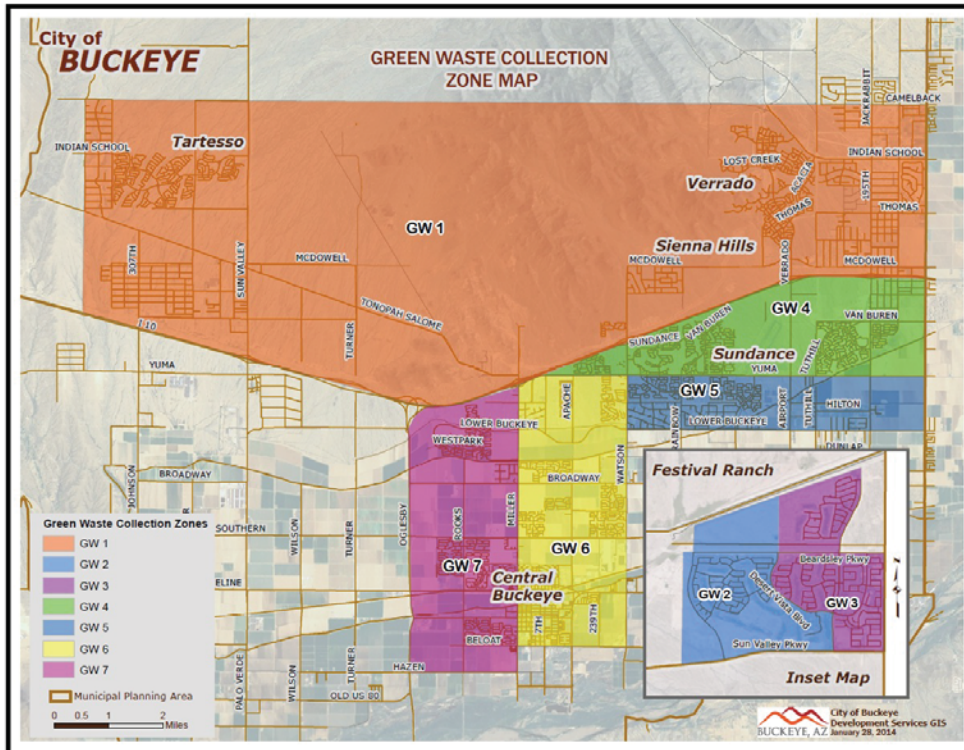 City of
BUCKEYE
GREEN WASTE COLLECTION
ZONE MAP
JACKRABBIT
CAMELBACK
INDIAN SCHOOL
Tartesso
LOST CREEK
INDIAN SCHOOL
Verrado
ACACIA
195TH
THOMAS
THOMAS
GW 1
Sienna Hills
307TH
SUN VALLEY
MCDOWELL
MCDOWELL
VERRADO
MCDOWELL
TONOPAH SALOME
I-10
TURNER
GW 4
VAN BUREN
SUNDANCE
VAN BUREN
Sundance
TUTHILL
YUMA
YUMA
APACHE
GW 5
RAINBOW
AIRPORT
TUTHILL
HILTON
LOWER BUCKEYE
LOWER BUCKEYE
WESTPARK
DUNLAP
JOHNSON
BROADWAY
BROADWAY
WATSON
Festival Ranch
OGLESBY
ROOKS
MILLER
Green Waste Collection Zones
SOUTHERN
WILSON
TURNER
GW 1
GW 2
GW 3
GW 4
GW 5
GW 6
GW 7
ELINE
GW 7
GW 6
Central
Buckeye
Beardsley Pkwy
GW 2
Desert Vista Blvd
GW 3
Sun Valley Pkwy
7TH
239TH
BELOAT
HAZEN
PALO VERDE
WILSON
TURNER
OLD US 80
Inset Map
N
Municipal Planning Area
0 0.5 1 2
Miles
BUCKEYE, AZ
City of Buckeye
Development Services GIS
January 28, 2014